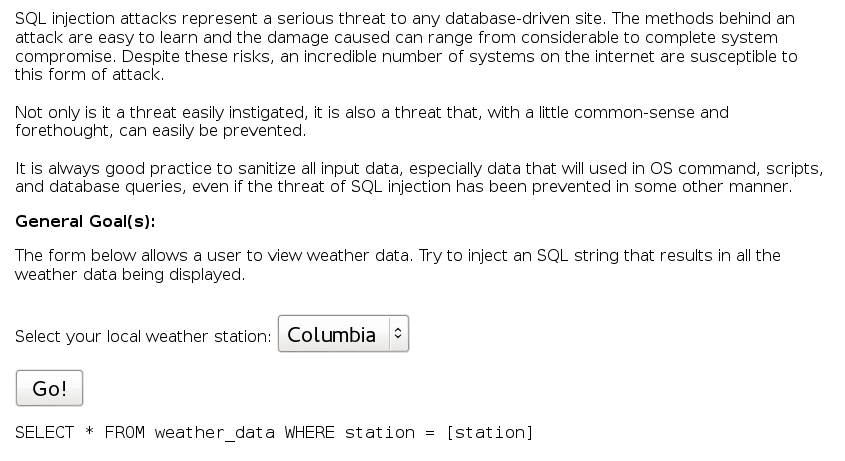 SQL injection attacks represent a serious threat to any database-driven site. The methods behind an
attack are easy to learn and the damage caused can range from considerable to complete system
compromise. Despite these risks, an incredible number of systems on the internet are susceptible to
this form of attack.
Not only is it a threat easily instigated, it is also a threat that, with a little common-sense and
forethought, can easily be prevented.
It is always good practice to sanitize all input data, especially data that will used in OS command, scripts,
and database queries, even if the threat of SQL injection has been prevented in some other manner.
General Goal(s):
The form below allows a user to view weather data. Try to inject an SQL string that results in all the
weather data being displayed.
Select your local weather station: Columbia
Go!
SELECT * FROM weather_data WHERE station = [station]